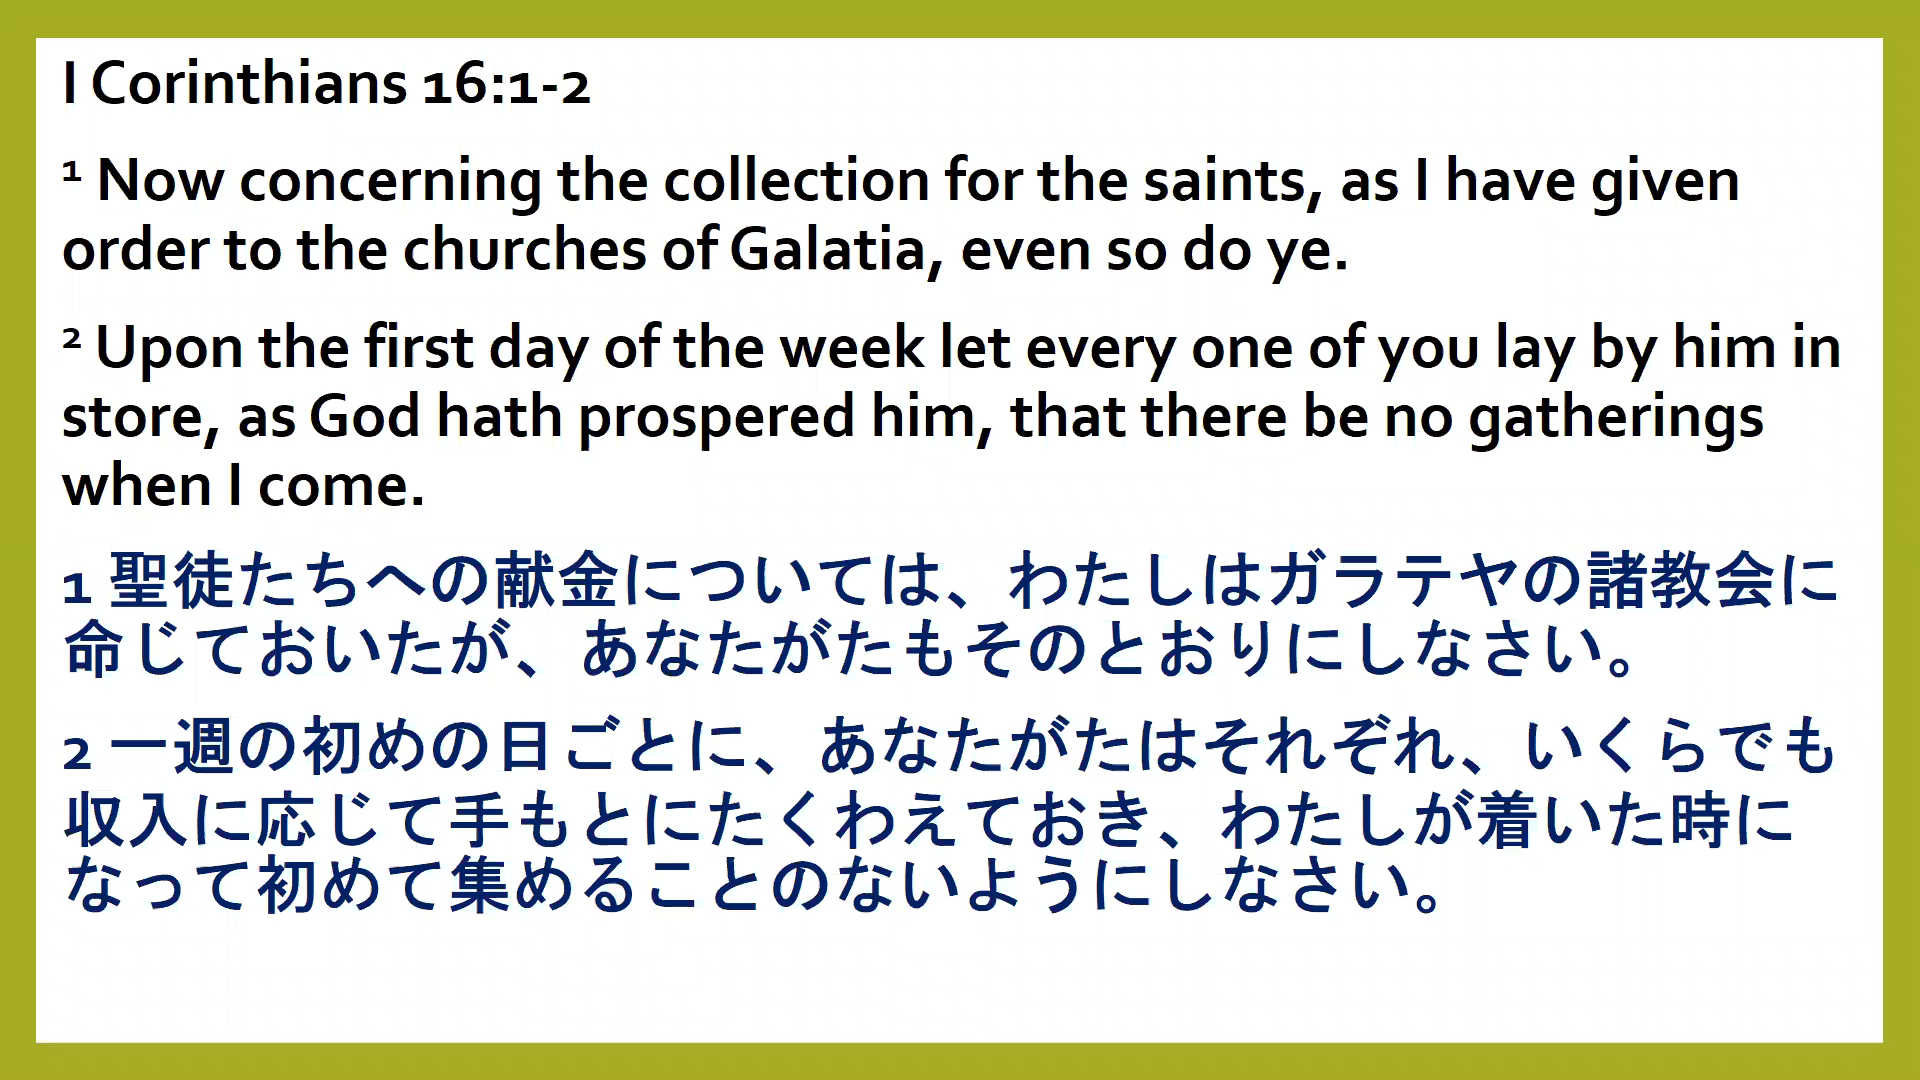 I Corinthians 16:1-2
1 Now concerning the collection for the saints, as I have given
order to the churches of Galatia, even so do ye.
2 Upon the first day of the week let every one of you lay by him in
store, as God hath prospered him, that there be no gatherings
when I come.
1 聖徒たちへの献金については、わたしはガラテヤの諸教会に
命じておいたが、あなたがたもそのとおりにしなさい。
2 一週の初めの日ごとに、あなたがたはそれぞれ、いくらでも
収入に応じて手もとにたくわえておき、わたしが着いた時に
なって初めて集めることのないようにしなさい。